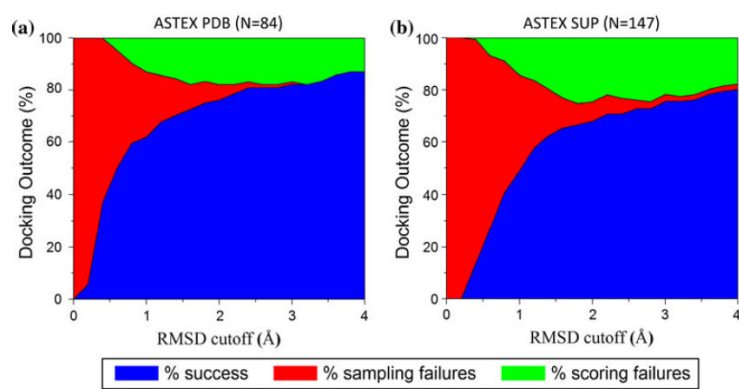 (a) ASTEX PDB (N=84)
100
80
60
40
20
0
Docking Outcome (%)
0 1 2 3 4
RMSD cutoff (Å)
(b) ASTEX SUP (N=147)
100
80
60
40
20
0
Docking Outcome (%)
0 1 2 3 4
RMSD cutoff (Å)
% success % sampling failures % scoring failures